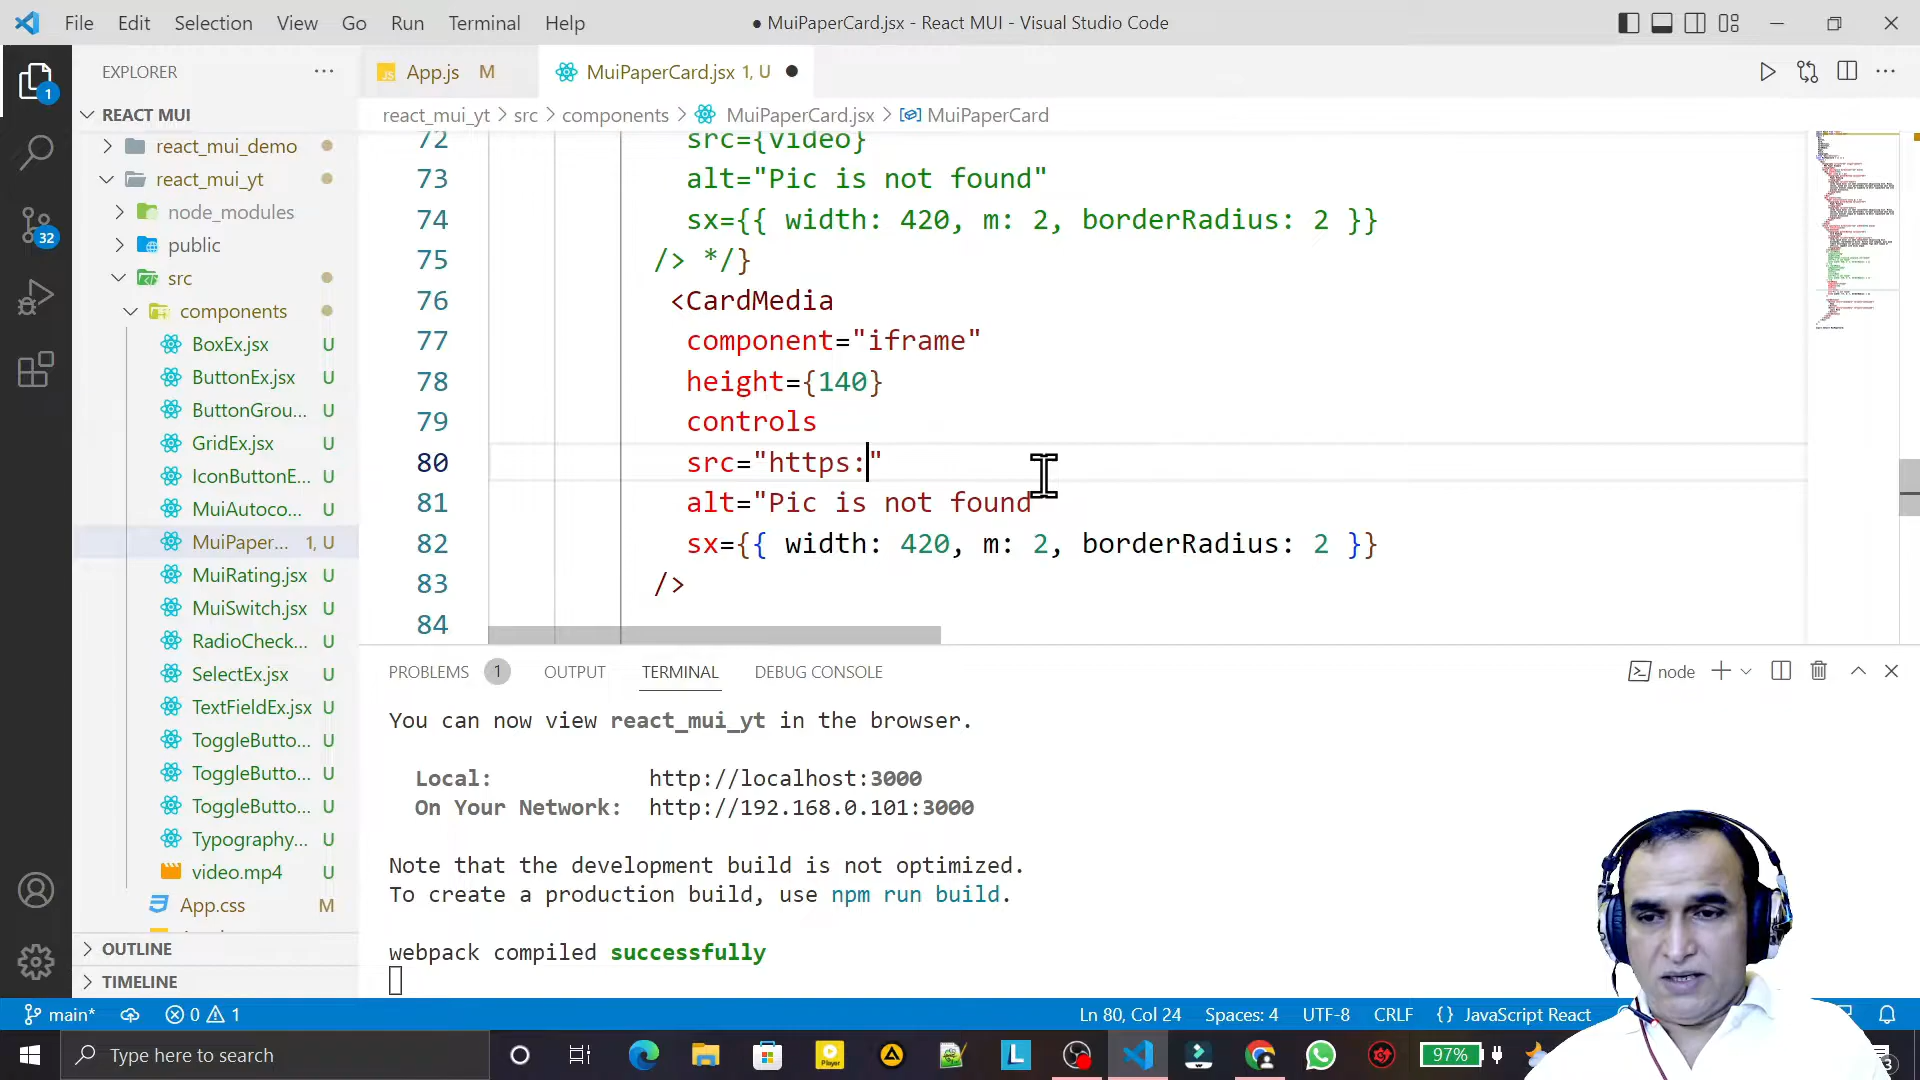 File Edit Selection View Go Run Terminal Help
● MuiPaperCard.jsx - React MUI - Visual Studio Code
EXPLORER
App.js M
MuiPaperCard.jsx 1, U
1
REACT MUI
react_mui_yt > src > components > MuiPaperCard.jsx > MuiPaperCard
react_mui_demo
react_mui_yt
node_modules
public
src
components
BoxEx.jsx U
ButtonEx.jsx U
ButtonGrou... U
GridEx.jsx U
IconButtonE... U
MuiAutoco... U
MuiPaper... 1, U
MuiRating.jsx U
MuiSwitch.jsx U
RadioCheck... U
SelectEx.jsx U
TextFieldEx.jsx U
ToggleButto... U
ToggleButto... U
ToggleButto... U
Typography... U
video.mp4 U
App.css M
OUTLINE
TIMELINE
32
72 src={video}
73 alt="Pic is not found"
74 sx={{ width: 420, m: 2, borderRadius: 2 }}
75 /> */}
76 <CardMedia
77 component="iframe"
78 height={140}
79 controls
80 src="https:"
81 alt="Pic is not found
82 sx={{ width: 420, m: 2, borderRadius: 2 }}
83 />
84
PROBLEMS 1 OUTPUT TERMINAL DEBUG CONSOLE
node
You can now view react_mui_yt in the browser.
Local: http://localhost:3000
On Your Network: http://192.168.0.101:3000
Note that the development build is not optimized.
To create a production build, use npm run build.
webpack compiled successfully
main* 0 1
Ln 80, Col 24 Spaces: 4 UTF-8 CRLF {} JavaScript React
Type here to search
Player
L
97%
3